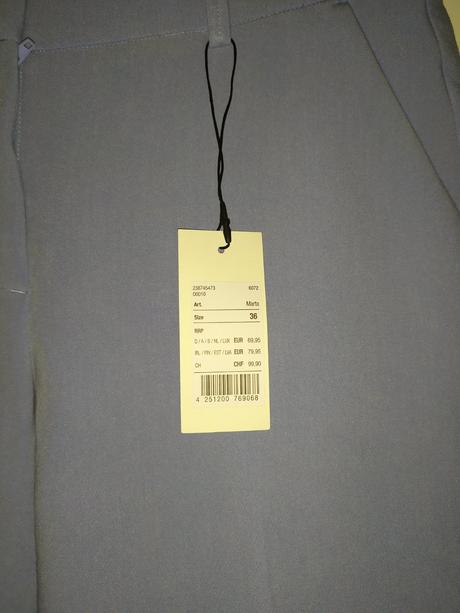 238745473 6072
00010
Art. Marta
Size 36
RRP
D / A / B / NL / LUX EUR 69,95
IRL / FIN / EST / LVA EUR 79,95
CH CHF 99,90
4 251200 769068